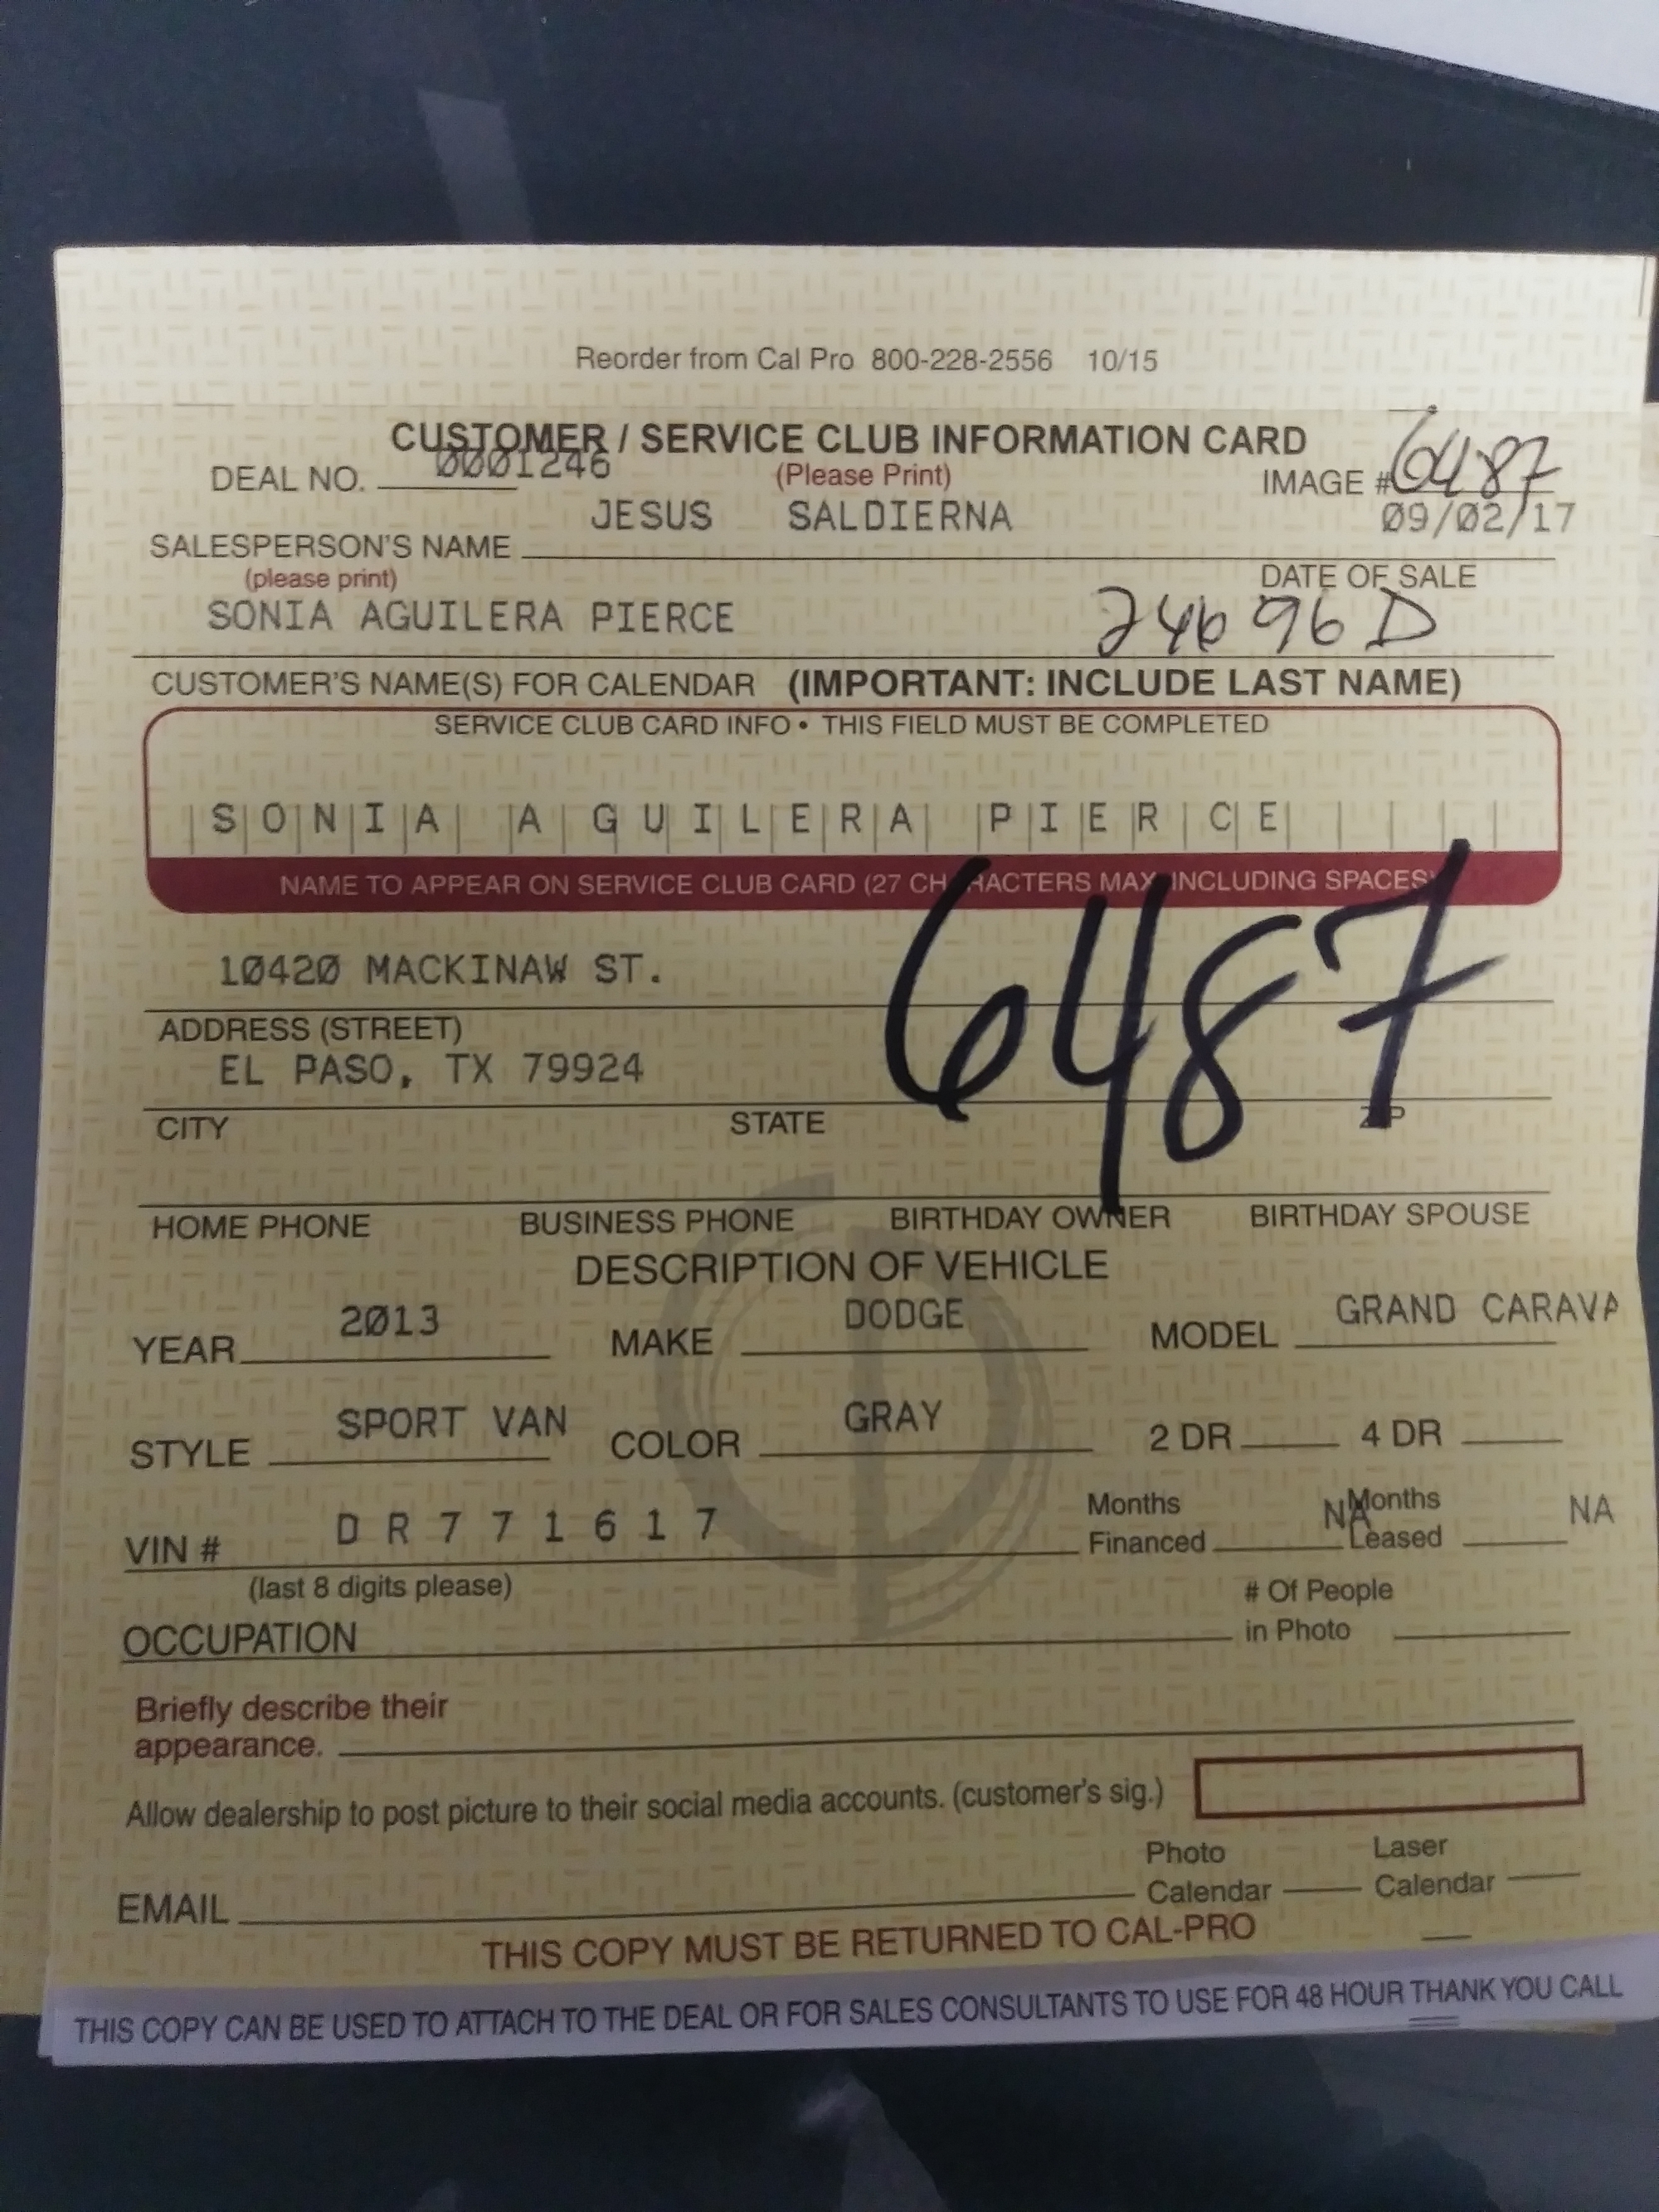 Reorder from Cal Pro 800-228-2556 10/15
CUSTOMER / SERVICE CLUB INFORMATION CARD
DEAL NO. 0001246 (Please Print) IMAGE # 6487
JESUS SALDIERNA 09/02/17
SALESPERSON'S NAME
(please print) DATE OF SALE
SONIA AGUILERA PIERCE 24696D
CUSTOMER'S NAME(S) FOR CALENDAR (IMPORTANT: INCLUDE LAST NAME)
SERVICE CLUB CARD INFO • THIS FIELD MUST BE COMPLETED
SONIA AGUILERA PIERCE
NAME TO APPEAR ON SERVICE CLUB CARD (27 CHARACTERS MAX. INCLUDING SPACES)
6487
10420 MACKINAW ST.
ADDRESS (STREET)
EL PASO, TX 79924
CITY STATE ZIP
HOME PHONE BUSINESS PHONE BIRTHDAY OWNER BIRTHDAY SPOUSE
DESCRIPTION OF VEHICLE
YEAR 2013 MAKE DODGE MODEL GRAND CARAVA
STYLE SPORT VAN COLOR GRAY 2 DR 4 DR
VIN # D R 7 7 1 6 1 7 Months Financed NA Months Leased NA
(last 8 digits please) # Of People
OCCUPATION in Photo
Briefly describe their
appearance.
Allow dealership to post picture to their social media accounts. (customer's sig.)
Photo Laser
EMAIL Calendar Calendar
THIS COPY MUST BE RETURNED TO CAL-PRO
THIS COPY CAN BE USED TO ATTACH TO THE DEAL OR FOR SALES CONSULTANTS TO USE FOR 48 HOUR THANK YOU CALL